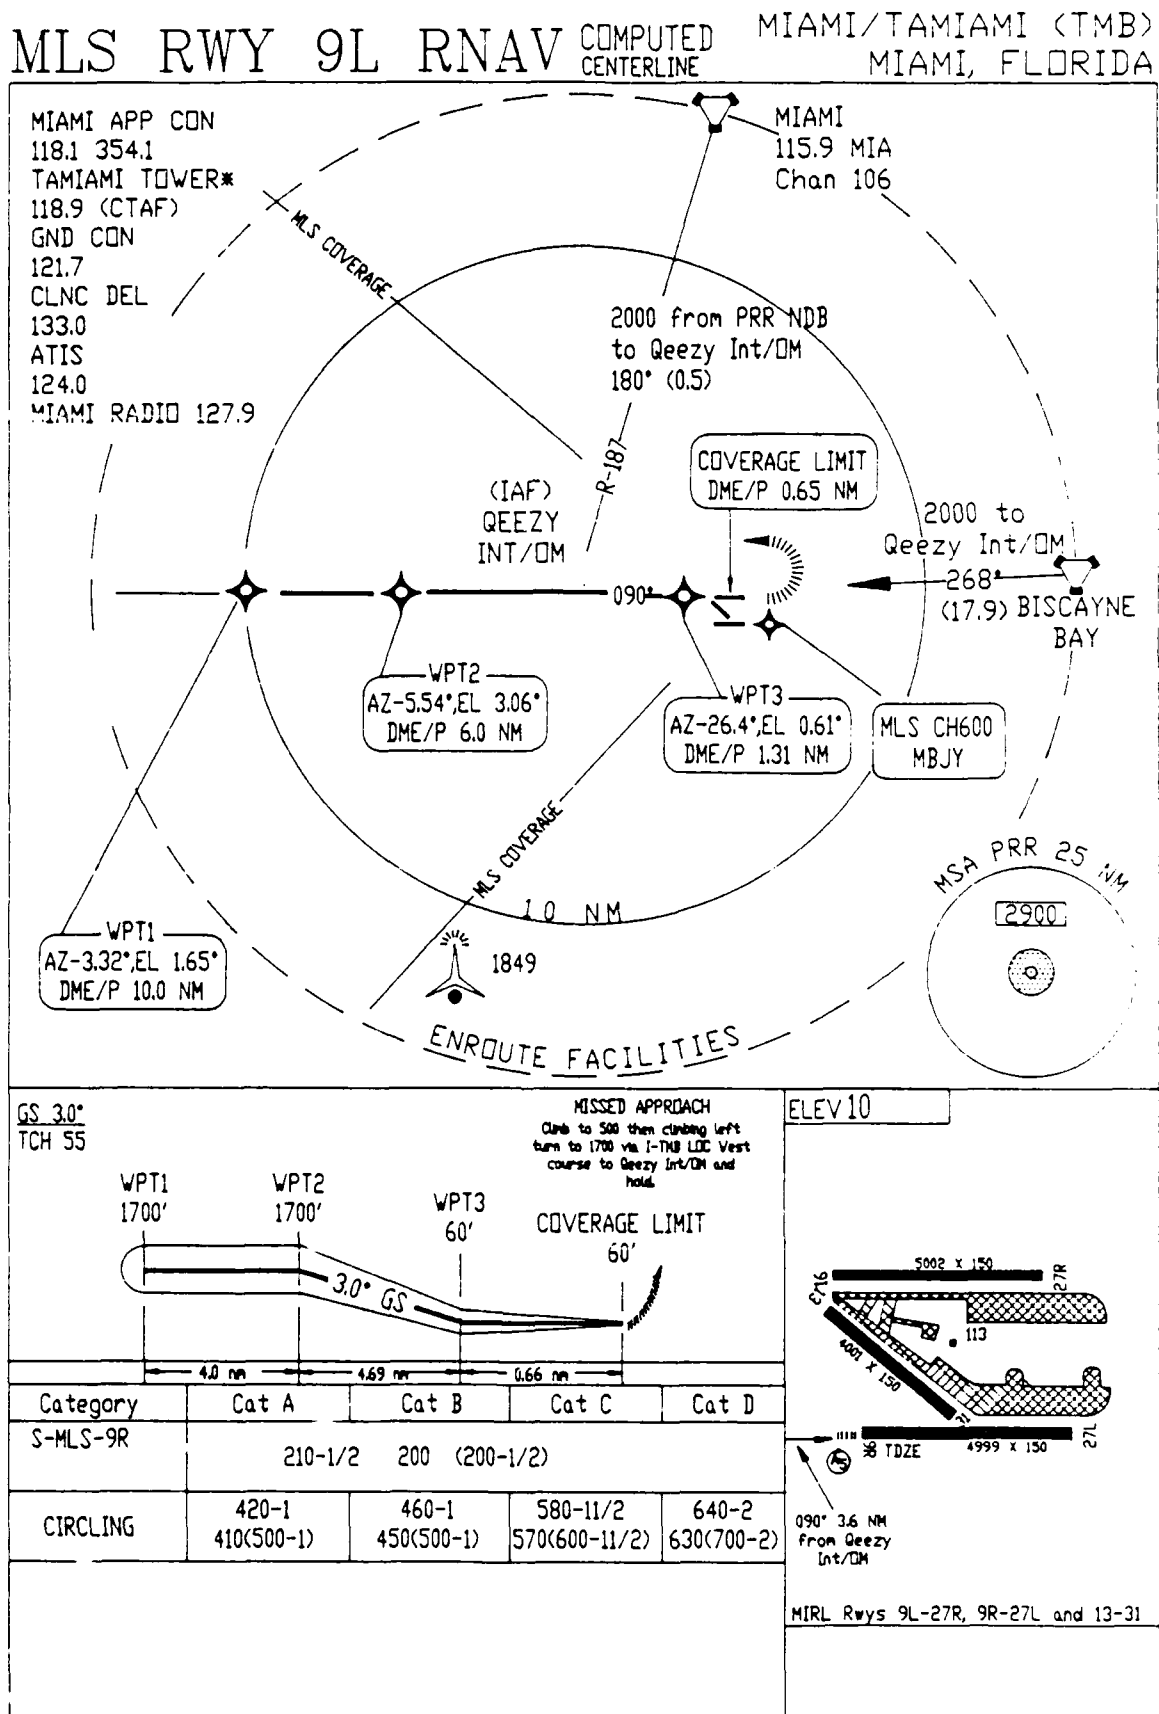 MLS RWY 9L RNAV COMPUTED CENTERLINE
MIAMI/TAMIAMI (TMB)
MIAMI, FLORIDA
MIAMI APP CON
118.1 354.1
TAMIAMI TOWER*
118.9 (CTAF)
GND CON
121.7
CLNC DEL
133.0
ATIS
124.0
MIAMI RADIO 127.9
MIAMI
115.9 MIA
Chan 106
MLS COVERAGE
2000 from PRR NDB
to Qeezy Int/OM
180° (0.5)
R-187
(IAF)
QEEZY
INT/OM
COVERAGE LIMIT
DME/P 0.65 NM
2000 to
Qeezy Int/OM
268°
(17.9)
BISCAYNE
BAY
090°
WPT2
AZ-5.54°,EL 3.06°
DME/P 6.0 NM
WPT3
AZ-26.4°,EL 0.61°
DME/P 1.31 NM
MLS CH600
MBJY
MLS COVERAGE
10 NM
WPT1
AZ-3.32°,EL 1.65°
DME/P 10.0 NM
1849
ENROUTE FACILITIES
MSA PRR 25 NM
2900
GS 3.0°
TCH 55
MISSED APPROACH
Climb to 500 then climbing left
turn to 1700 via I-TMB LOC West
course to Qeezy Int/OM and
hold.
WPT1
1700'
WPT2
1700'
WPT3
60'
COVERAGE LIMIT
60'
3.0° GS
4.0 nm
4.69 nm
0.66 nm
Category Cat A Cat B Cat C Cat D
S-MLS-9R
210-1/2 200 (200-1/2)
CIRCLING
420-1
410(500-1)
460-1
450(500-1)
580-11/2
570(600-11/2)
640-2
630(700-2)
ELEV 10
5002 X 150
27R
113
4001 X 150
31
TDZE
4999 X 150
27L
090° 3.6 NM
from Qeezy
Int/OM
MIRL Rwys 9L-27R, 9R-27L and 13-31